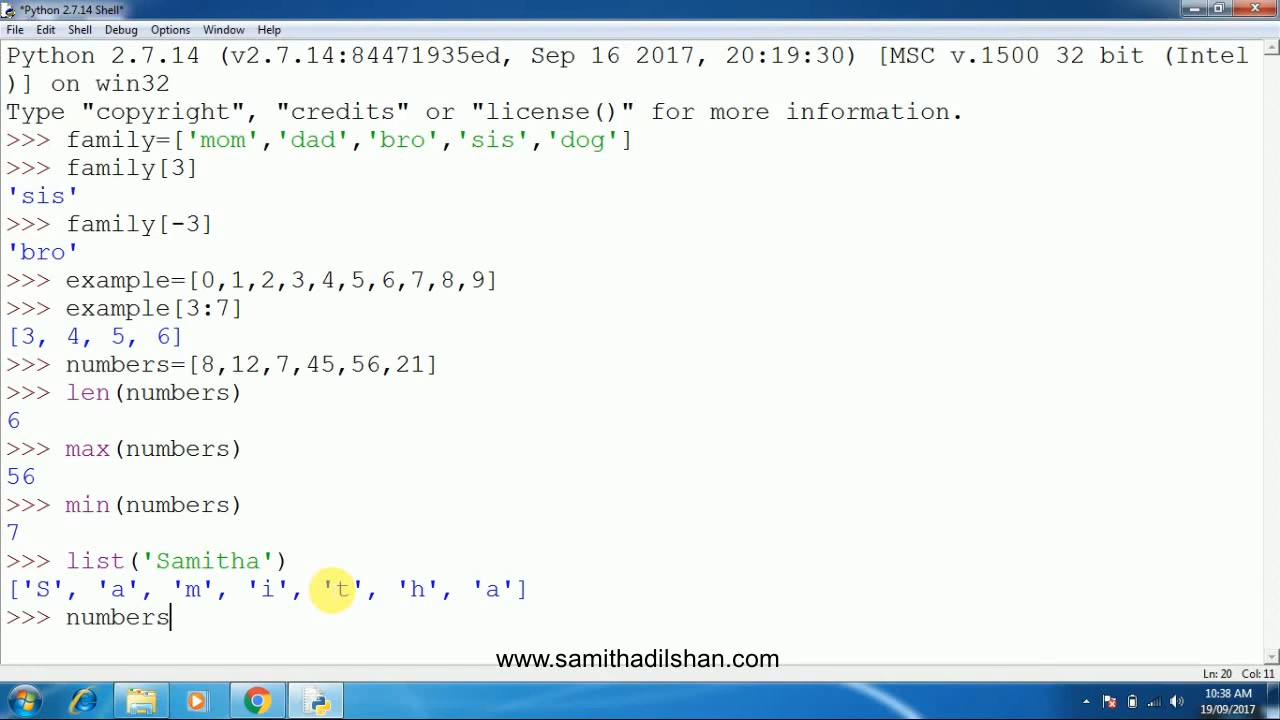 *Python 2.7.14 Shell*
File Edit Shell Debug Options Window Help
Python 2.7.14 (v2.7.14:84471935ed, Sep 16 2017, 20:19:30) [MSC v.1500 32 bit (Intel
)] on win32
Type "copyright", "credits" or "license()" for more information.
>>> family=['mom','dad','bro','sis','dog']
>>> family[3]
'sis'
>>> family[-3]
'bro'
>>> example=[0,1,2,3,4,5,6,7,8,9]
>>> example[3:7]
[3, 4, 5, 6]
>>> numbers=[8,12,7,45,56,21]
>>> len(numbers)
6
>>> max(numbers)
56
>>> min(numbers)
7
>>> list('Samitha')
['S', 'a', 'm', 'i', 't', 'h', 'a']
>>> numbers
www.samithadilshan.com
Ln: 20 Col: 11
10:38 AM
19/09/2017